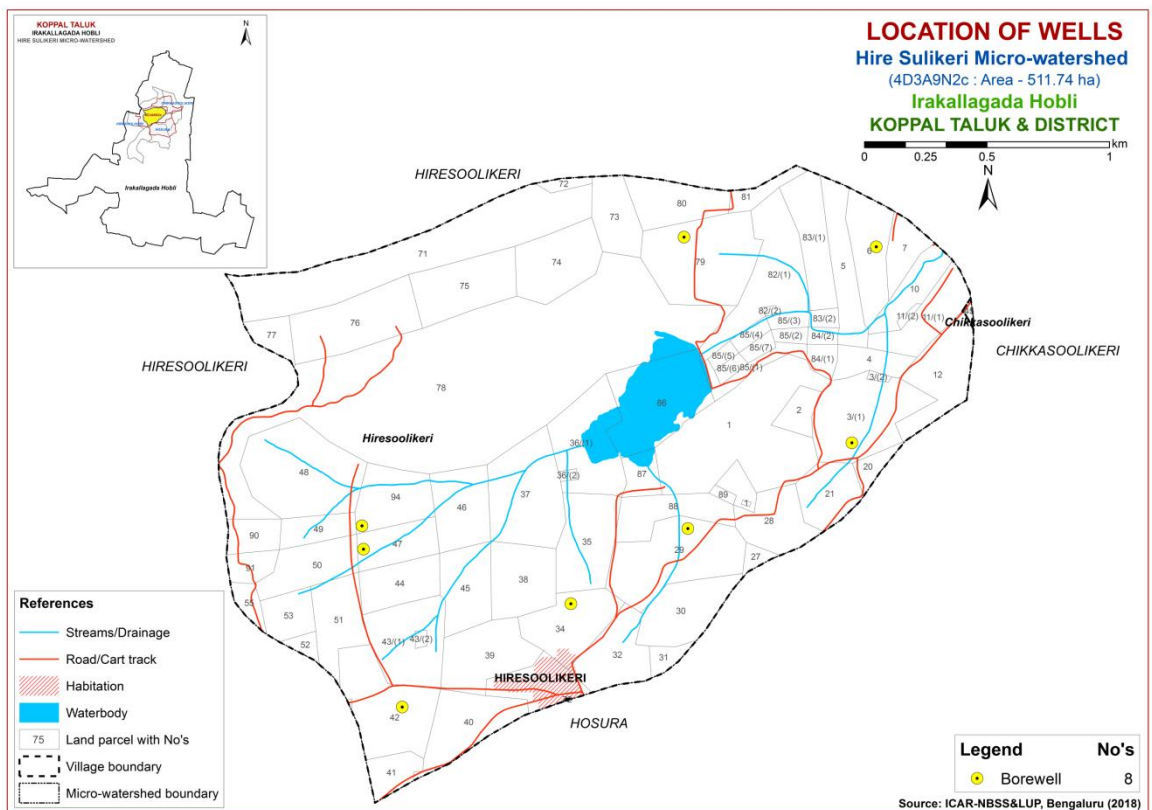 KOPPAL TALUK
IRAKALLAGADA HOBLI
HIRE SULIKERI MICRO-WATERSHED
N
Irakallagada Hobli
LOCATION OF WELLS
Hire Sulikeri Micro-watershed
(4D3A9N2c : Area - 511.74 ha)
Irakallagada Hobli
KOPPAL TALUK & DISTRICT
km
0 0.25 0.5 1
N
HIRESOOLIKERI
72
73
80
81
71
74
79
83/(1)
6
7
5
75
82/(1)
10
77
76
82/(2)
85/(3)
83/(2)
11/(2)
11/(1)
Chikkasoolikeri
CHIKKASOOLIKERI
85/(4)
85/(2)
84/(2)
85/(7)
85/(5)
84/(1)
4
HIRESOOLIKERI
85/(6)
85/(1)
12
3/(2)
78
86
2
1
3/(1)
Hiresoolikeri
36/(1)
48
36/(2)
87
20
94
37
89
1
21
46
88
28
90
49
47
35
29
27
50
91
44
38
45
55
53
51
34
30
52
43/(1)
43/(2)
39
32
31
HIRESOOLIKERI
42
40
HOSURA
41
References
Streams/Drainage
Road/Cart track
Habitation
Waterbody
75 Land parcel with No's
Village boundary
Micro-watershed boundary
Legend No's
Borewell 8
Source: ICAR-NBSS&LUP, Bengaluru (2018)